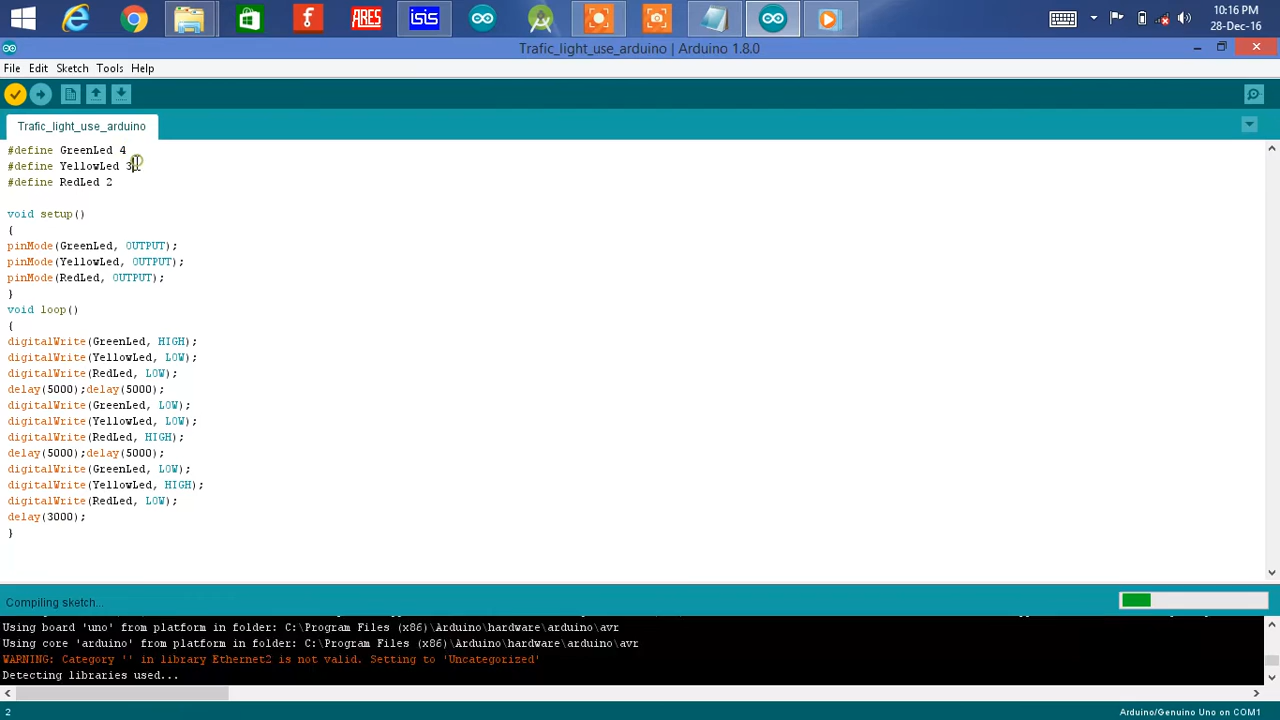 ARES
isis
10:16 PM
28-Dec-16
Trafic_light_use_arduino | Arduino 1.8.0
File Edit Sketch Tools Help
Trafic_light_use_arduino
#define GreenLed 4
#define YellowLed 3
#define RedLed 2
void setup()
{
pinMode(GreenLed, OUTPUT);
pinMode(YellowLed, OUTPUT);
pinMode(RedLed, OUTPUT);
}
void loop()
{
digitalWrite(GreenLed, HIGH);
digitalWrite(YellowLed, LOW);
digitalWrite(RedLed, LOW);
delay(5000);delay(5000);
digitalWrite(GreenLed, LOW);
digitalWrite(YellowLed, LOW);
digitalWrite(RedLed, HIGH);
delay(5000);delay(5000);
digitalWrite(GreenLed, LOW);
digitalWrite(YellowLed, HIGH);
digitalWrite(RedLed, LOW);
delay(3000);
}
Compiling sketch...
Using board 'uno' from platform in folder: C:\Program Files (x86)\Arduino\hardware\arduino\avr
Using core 'arduino' from platform in folder: C:\Program Files (x86)\Arduino\hardware\arduino\avr
WARNING: Category '' in library Ethernet2 is not valid. Setting to 'Uncategorized'
Detecting libraries used...
2
Arduino/Genuino Uno on COM1